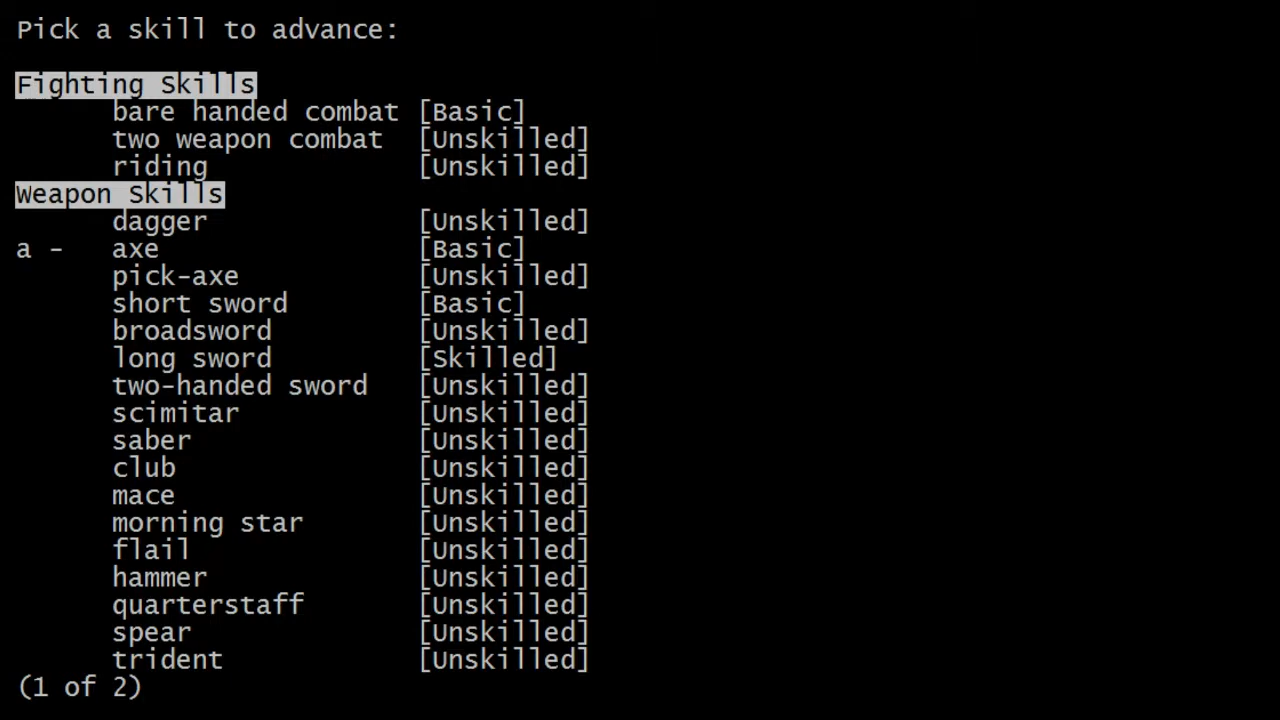 Pick a skill to advance:
Fighting Skills
bare handed combat [Basic]
two weapon combat [Unskilled]
riding [Unskilled]
Weapon Skills
dagger [Unskilled]
a - axe [Basic]
pick-axe [Unskilled]
short sword [Basic]
broadsword [Unskilled]
long sword [Skilled]
two-handed sword [Unskilled]
scimitar [Unskilled]
saber [Unskilled]
club [Unskilled]
mace [Unskilled]
morning star [Unskilled]
flail [Unskilled]
hammer [Unskilled]
quarterstaff [Unskilled]
spear [Unskilled]
trident [Unskilled]
(1 of 2)